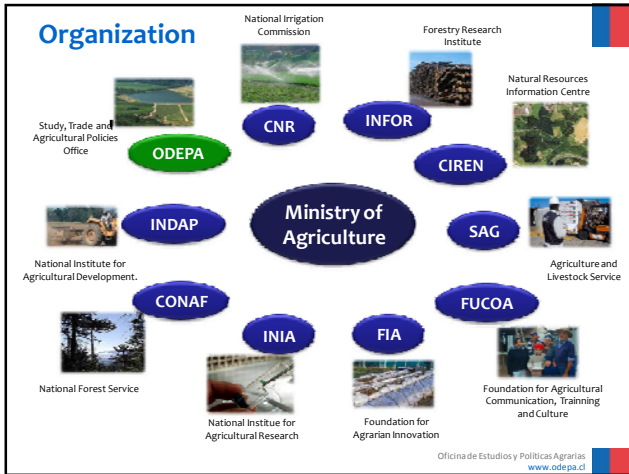 Organization
National Irrigation
Commission
Forestry Research
Institute
Natural Resources
Information Centre
Study, Trade and
Agricultural Policies
Office
CNR
INFOR
ODEPA
CIREN
Ministry of
Agriculture
INDAP
SAG
National Institute for
Agricultural Development.
Agriculture and
Livestock Service
CONAF
FUCOA
INIA
FIA
National Forest Service
National Institue for
Agricultural Research
Foundation for
Agrarian Innovation
Foundation for Agricultural
Communication, Trainning
and Culture
Oficina de Estudios y Políticas Agrarias
www.odepa.cl